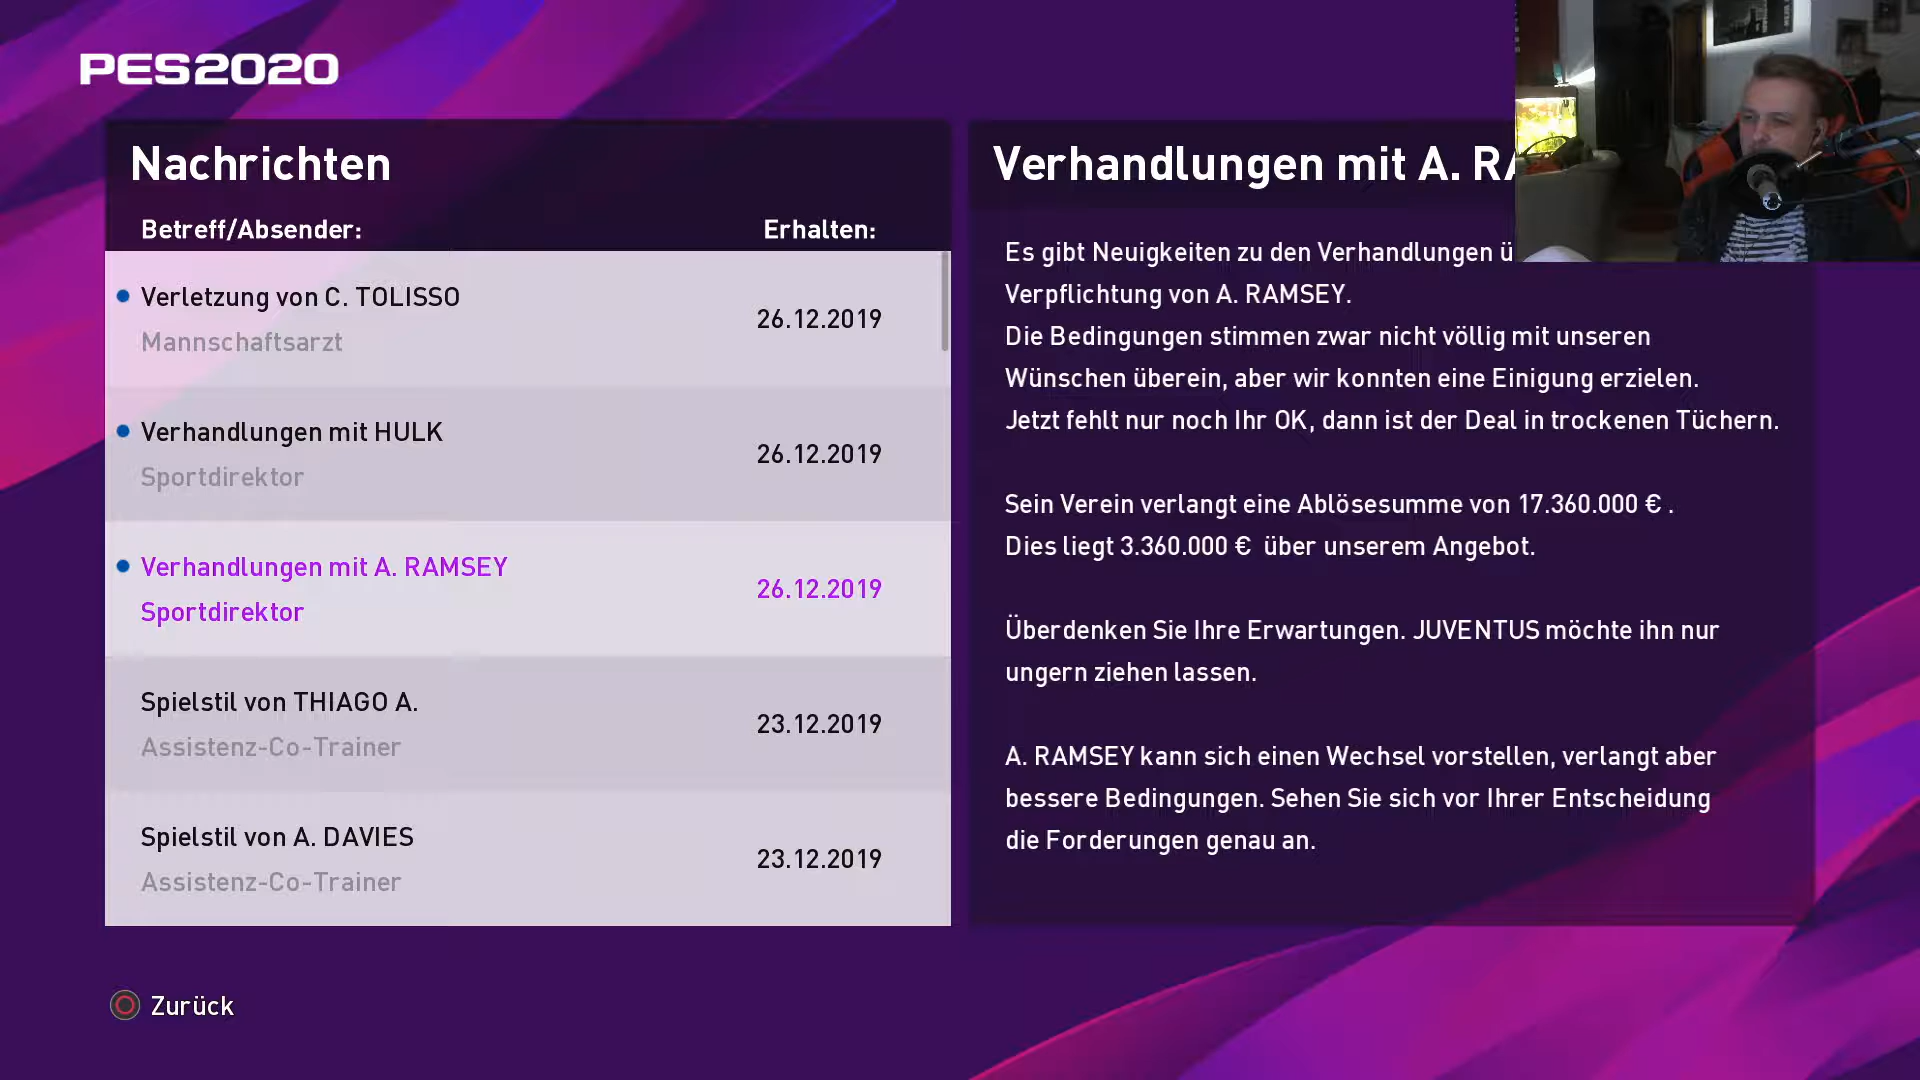 PES2020
Nachrichten
Betreff/Absender: Erhalten:
Verletzung von C. TOLISSO
Mannschaftsarzt
26.12.2019
Verhandlungen mit HULK
Sportdirektor
26.12.2019
Verhandlungen mit A. RAMSEY
Sportdirektor
26.12.2019
Spielstil von THIAGO A.
Assistenz-Co-Trainer
23.12.2019
Spielstil von A. DAVIES
Assistenz-Co-Trainer
23.12.2019
Verhandlungen mit A. RA
Es gibt Neuigkeiten zu den Verhandlungen ü
Verpflichtung von A. RAMSEY.
Die Bedingungen stimmen zwar nicht völlig mit unseren
Wünschen überein, aber wir konnten eine Einigung erzielen.
Jetzt fehlt nur noch Ihr OK, dann ist der Deal in trockenen Tüchern.
Sein Verein verlangt eine Ablösesumme von 17.360.000 € .
Dies liegt 3.360.000 € über unserem Angebot.
Überdenken Sie Ihre Erwartungen. JUVENTUS möchte ihn nur
ungern ziehen lassen.
A. RAMSEY kann sich einen Wechsel vorstellen, verlangt aber
bessere Bedingungen. Sehen Sie sich vor Ihrer Entscheidung
die Forderungen genau an.
Zurück